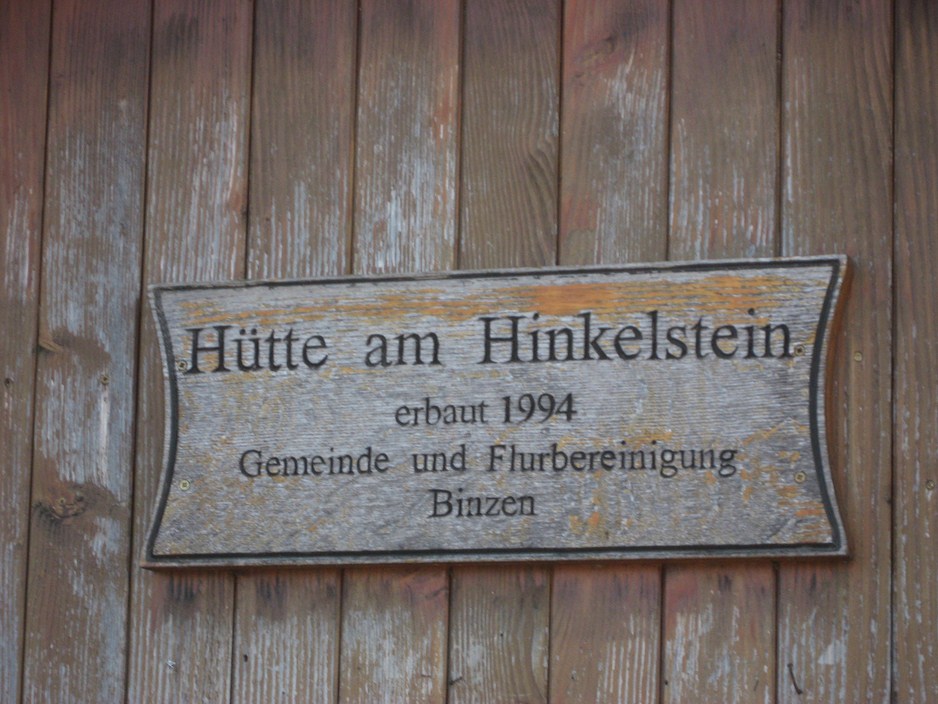 Hütte am Hinkelstein
erbaut 1994
Gemeinde und Flurbereinigung
Binzen